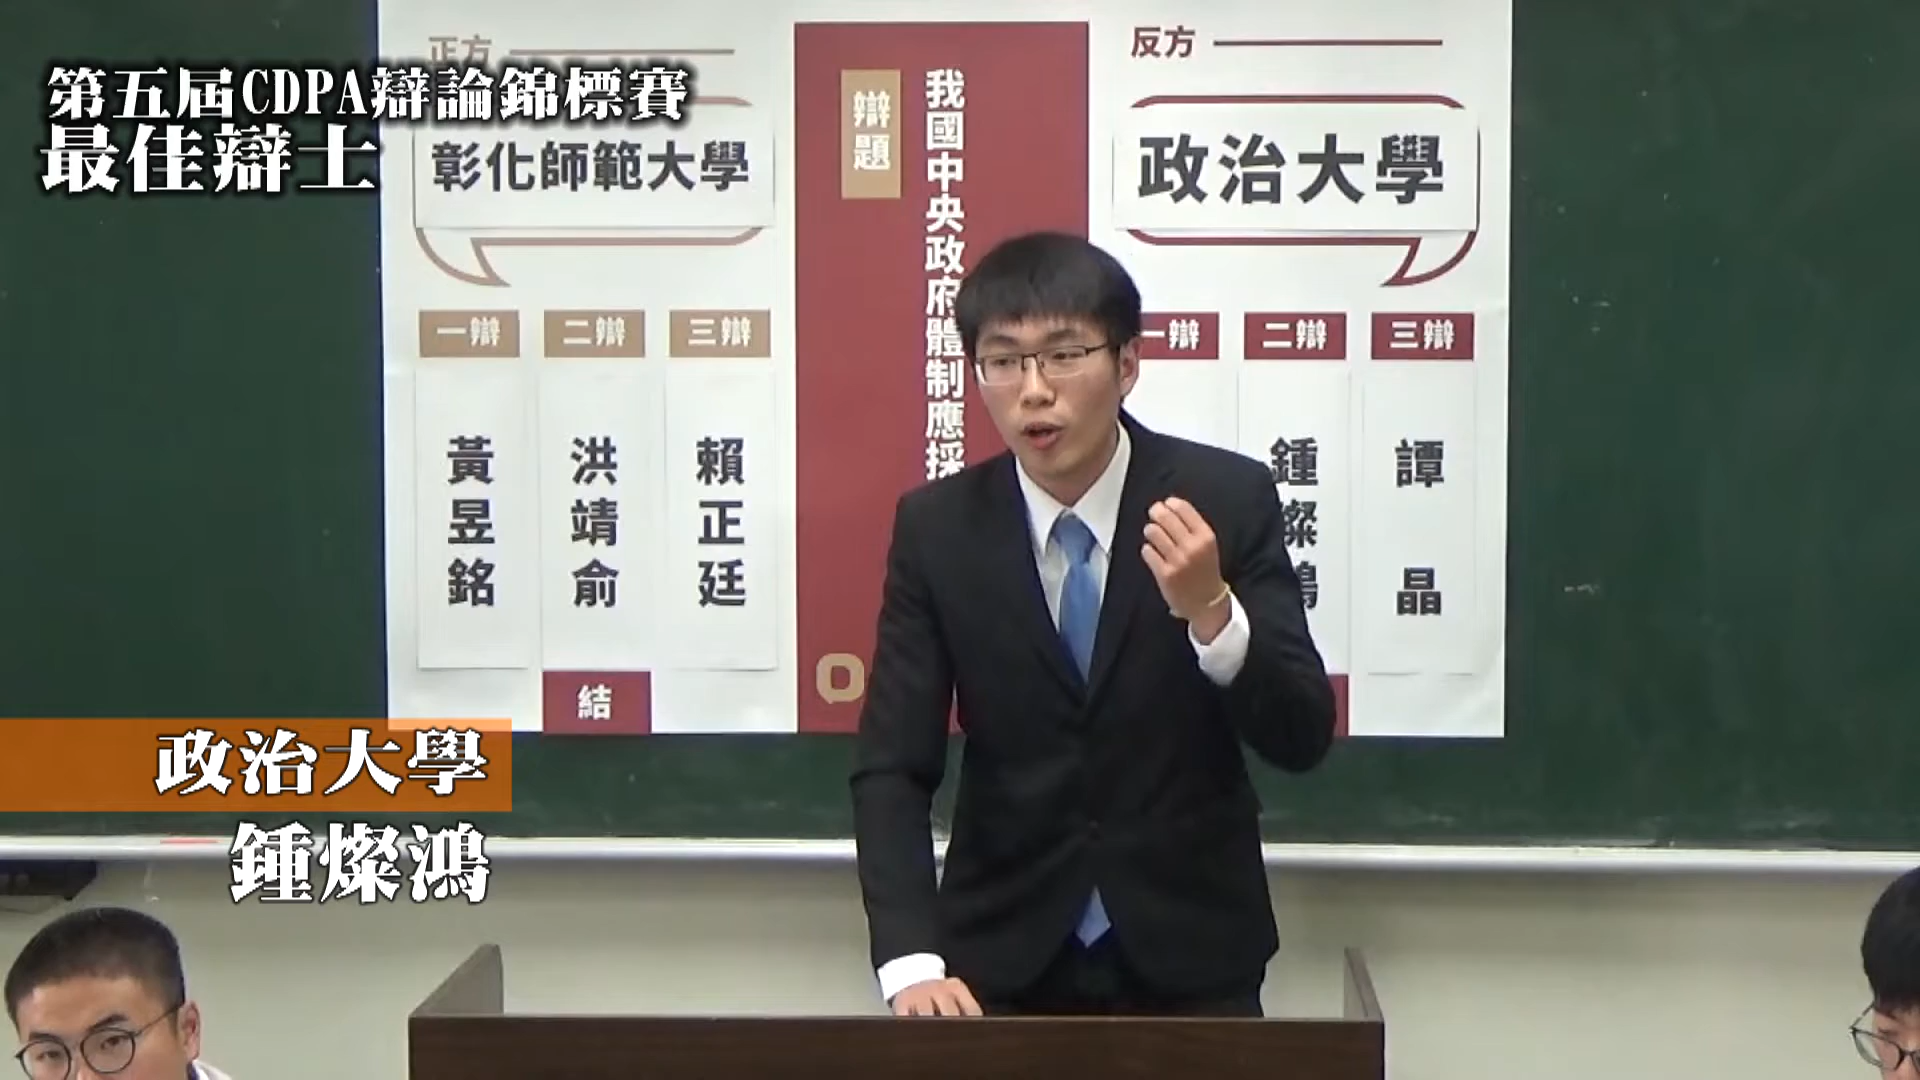 第五屆CDPA辯論錦標賽
最佳辯士
正方
彰化師範大學
一辯
二辯
三辯
黃昱銘
洪靖俞
賴正廷
結
辯題
我國中央政府體制應採
反方
政治大學
一辯
二辯
三辯
鍾燦鴻
譚晶
政治大學
鍾燦鴻